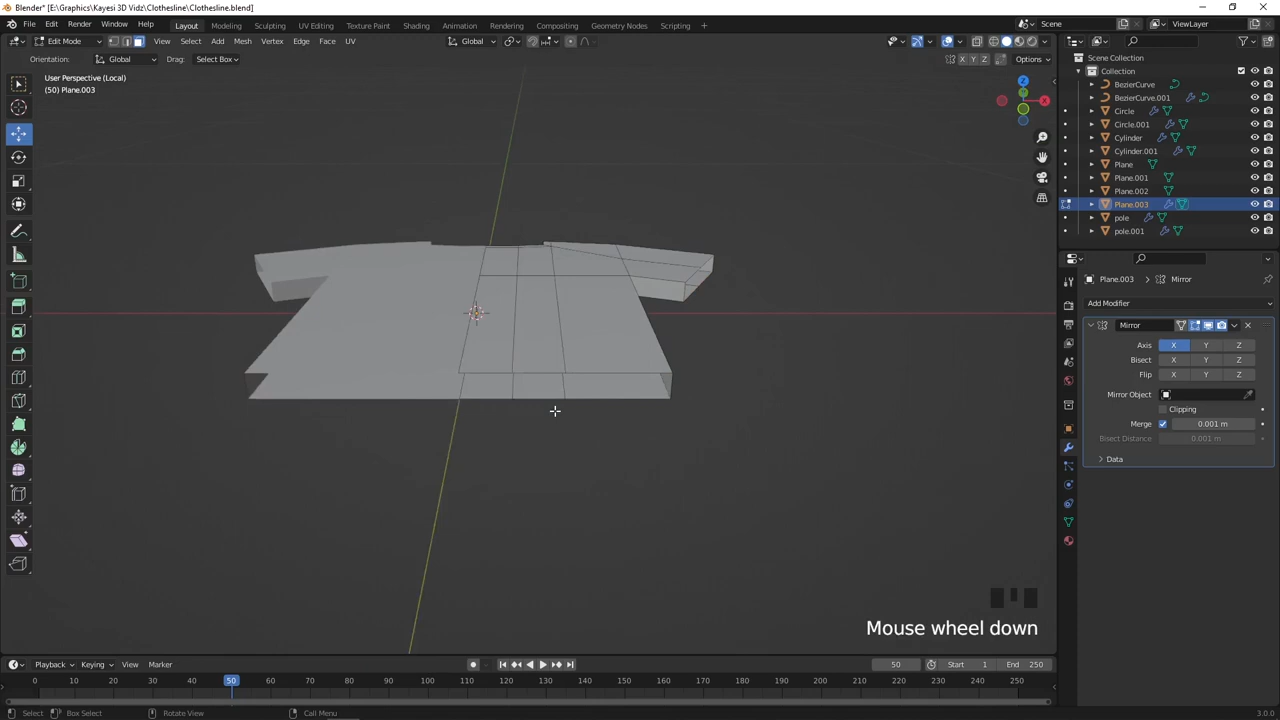 Blender* [E:\Graphics\Kayesi 3D Vidz\Clothesline\Clothesline.blend]
File Edit Render Window Help Layout Modeling Sculpting UV Editing Texture Paint Shading Animation Rendering Compositing Geometry Nodes Scripting Scene ViewLayer
Edit Mode View Select Add Mesh Vertex Edge Face UV Global
Orientation: Global Drag: Select Box X Y Z Options
User Perspective (Local)
(50) Plane.003
Z
X
Scene Collection
Collection
BezierCurve
BezierCurve.001
Circle
Circle.001
Cylinder
Cylinder.001
Plane
Plane.001
Plane.002
Plane.003
pole
pole.001
Plane.003 > Mirror
Add Modifier
Mirror
Axis X Y Z
Bisect X Y Z
Flip X Y Z
Mirror Object
Clipping
Merge 0.001 m
Bisect Distance 0.001 m
Data
Mouse wheel down
Playback Keying View Marker 50 Start 1 End 250
0 10 20 30 40 50 60 70 80 90 100 110 120 130 140 150 160 170 180 190 200 210 220 230 240 250
Select Box Select Rotate View Call Menu 3.0.0